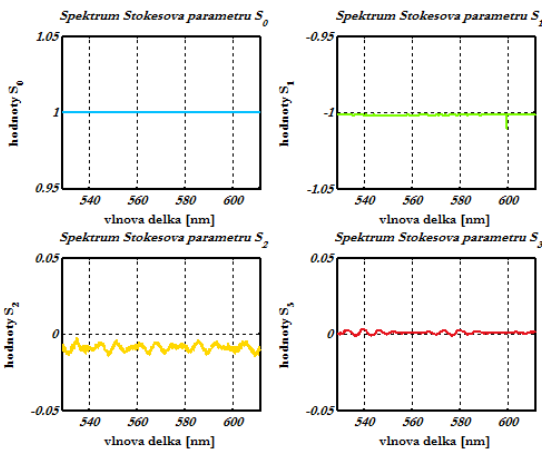 Spektrum Stokesova parametru S0
1.05
1
0.95
hodnoty S0
540 560 580 600
vlnova delka [nm]
Spektrum Stokesova parametru S1
-0.95
-1
-1.05
hodnoty S1
540 560 580 600
vlnova delka [nm]
Spektrum Stokesova parametru S2
0.05
0
-0.05
hodnoty S2
540 560 580 600
vlnova delka [nm]
Spektrum Stokesova parametru S3
0.05
0
-0.05
hodnoty S3
540 560 580 600
vlnova delka [nm]